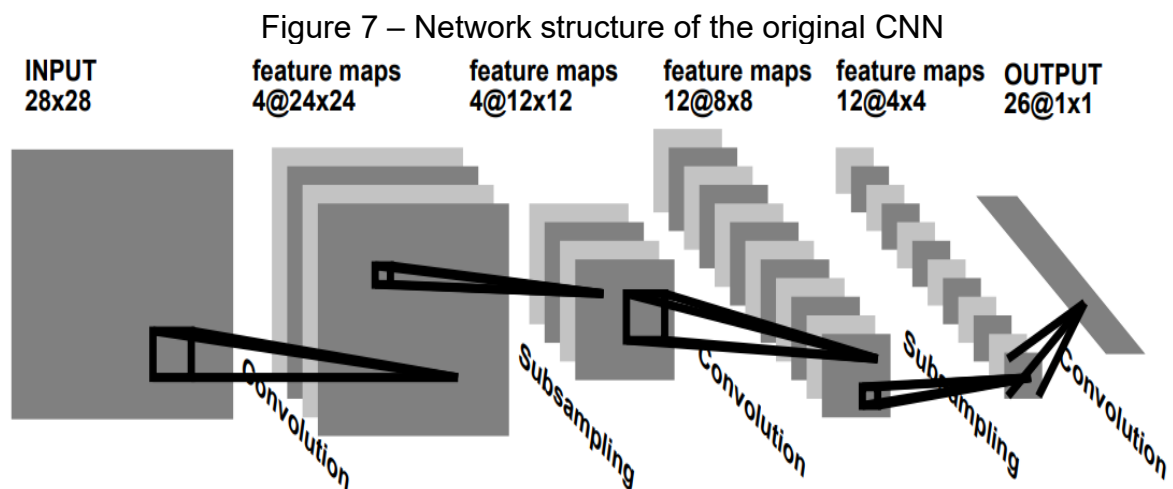 Figure 7 – Network structure of the original CNN
INPUT
28x28
feature maps
4@24x24
feature maps
4@12x12
feature maps
12@8x8
feature maps
12@4x4
OUTPUT
26@1x1
Convolution
Subsampling
Convolution
Subsampling
Convolution